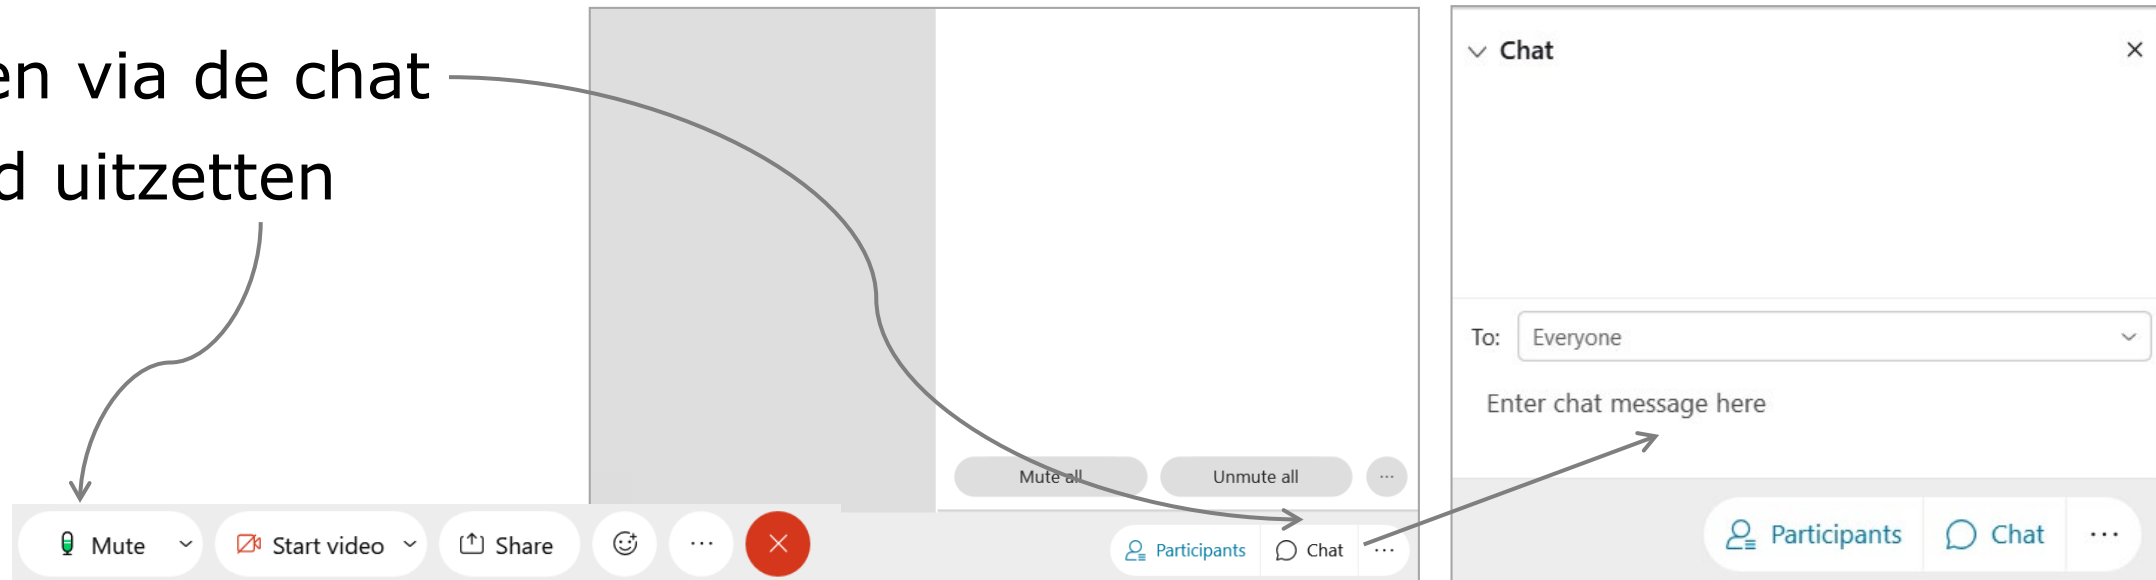 en via de chat
d uitzetten
Mute all
Unmute all
...
Mute
Start video
Share
...
Participants
Chat
...
Chat
To:
Everyone
Enter chat message here
Participants
Chat
...